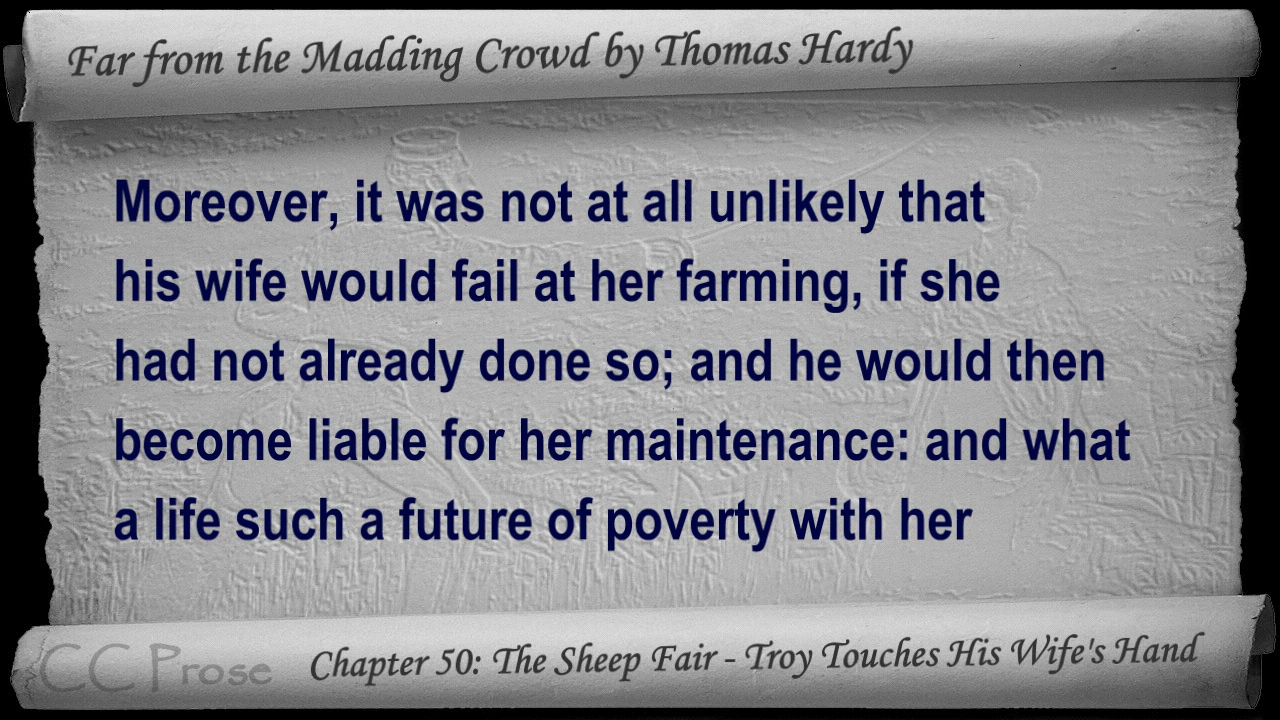 Far from the Madding Crowd by Thomas Hardy
Moreover, it was not at all unlikely that
his wife would fail at her farming, if she
had not already done so; and he would then
become liable for her maintenance: and what
a life such a future of poverty with her
CC Prose
Chapter 50: The Sheep Fair - Troy Touches His Wife's Hand